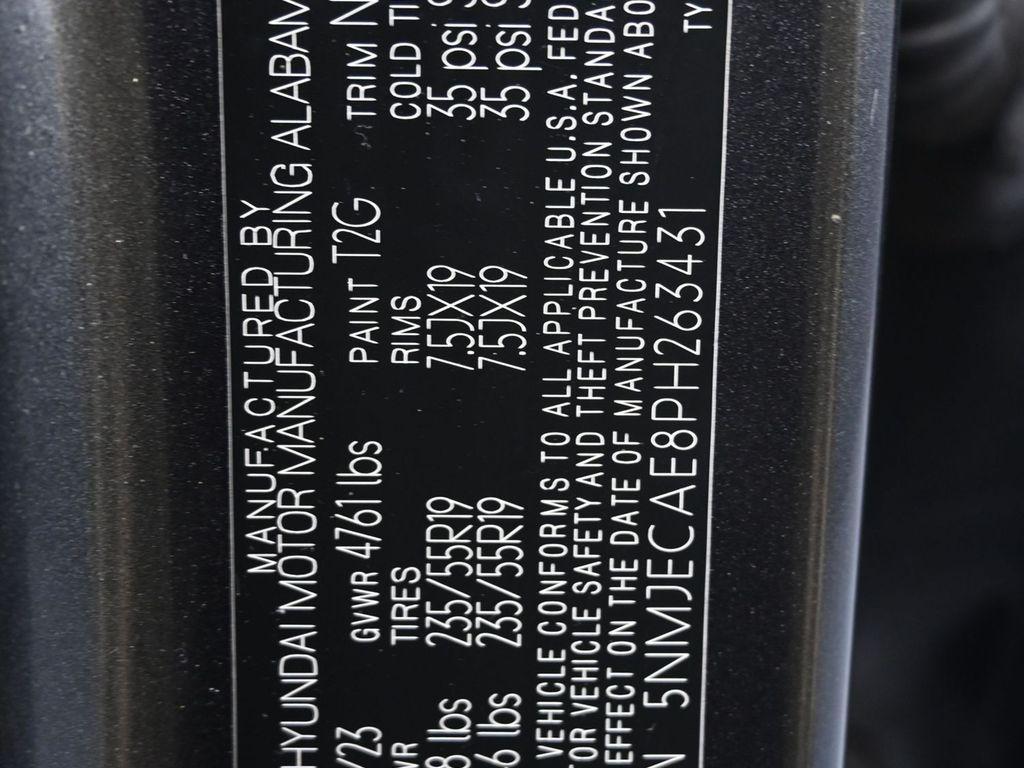 MANUFACTURED BY
HYUNDAI MOTOR MANUFACTURING ALABAM
/23 GVWR 4761 lbs PAINT T2G TRIM N
WR TIRES RIMS COLD TI
8 lbs 235/55R19 7.5JX19 35 psi
6 lbs 235/55R19 7.5JX19 35 psi
VEHICLE CONFORMS TO ALL APPLICABLE U.S.A. FED
TOR VEHICLE SAFETY AND THEFT PREVENTION STANDA
EFFECT ON THE DATE OF MANUFACTURE SHOWN ABO
N 5NMJECAE8PH263431 TY